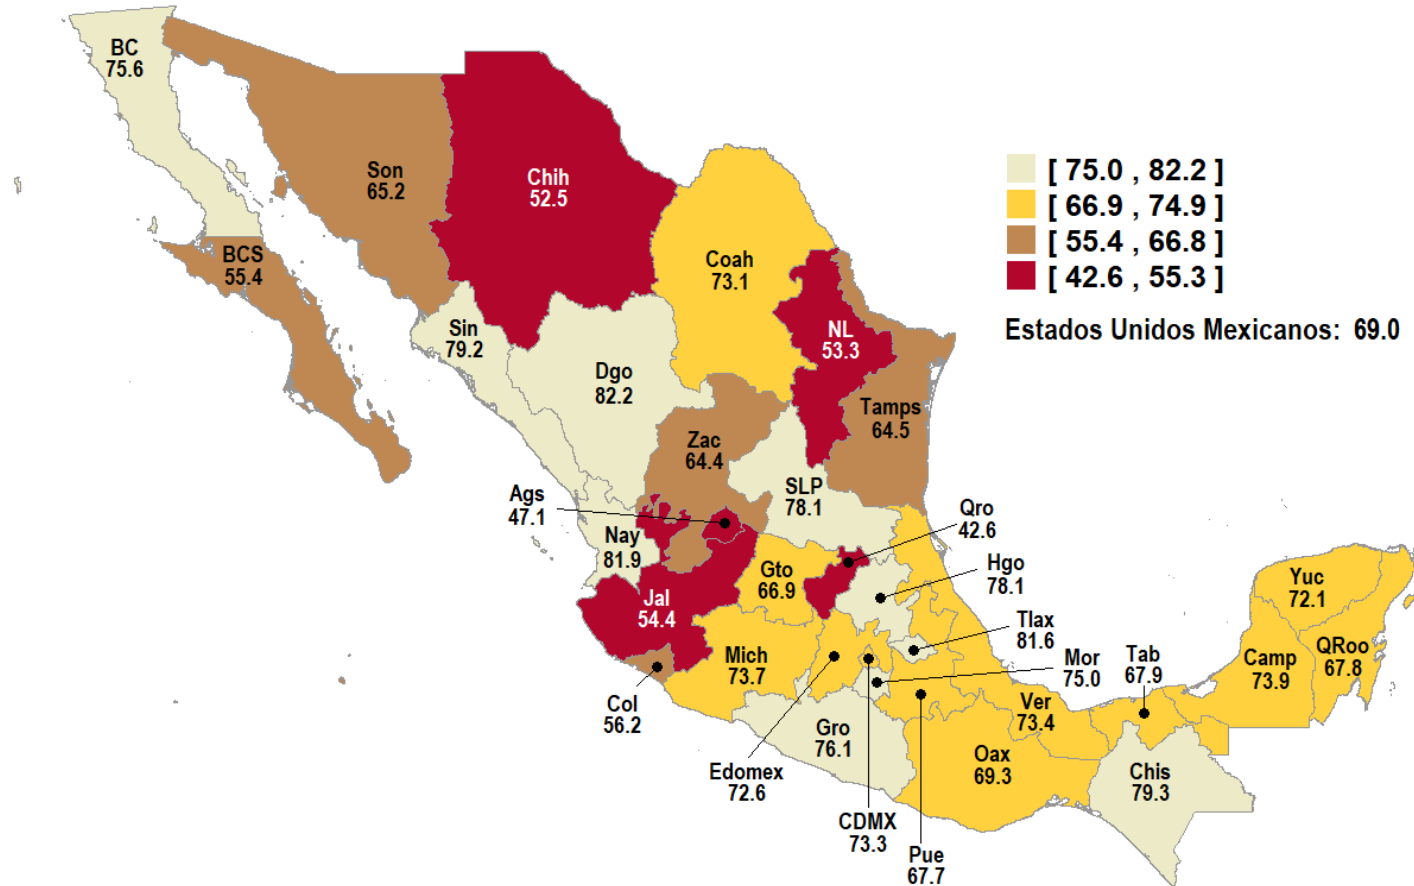 BC
75.6
Son
65.2
Chih
52.5
[ 75.0 , 82.2 ]
[ 66.9 , 74.9 ]
[ 55.4 , 66.8 ]
[ 42.6 , 55.3 ]
Estados Unidos Mexicanos: 69.0
BCS
55.4
Coah
73.1
Sin
79.2
NL
53.3
Dgo
82.2
Tamps
64.5
Zac
64.4
SLP
78.1
Ags
47.1
Qro
42.6
Nay
81.9
Gto
66.9
Hgo
78.1
Yuc
72.1
Jal
54.4
Tlax
81.6
Mich
73.7
Mor
75.0
Tab
67.9
Camp
73.9
QRoo
67.8
Col
56.2
Gro
76.1
Ver
73.4
Edomex
72.6
Oax
69.3
Chis
79.3
CDMX
73.3
Pue
67.7